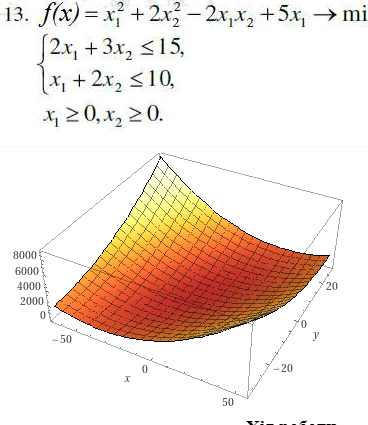 13. f(x) = x₁² + 2x₂² − 2x₁x₂ + 5x₁ → mi
2x₁ + 3x₂ ≤ 15,
x₁ + 2x₂ ≤ 10,
x₁ ≥ 0, x₂ ≥ 0.
8000
6000
4000
2000
0
−50
0
50
x
20
0
−20
y